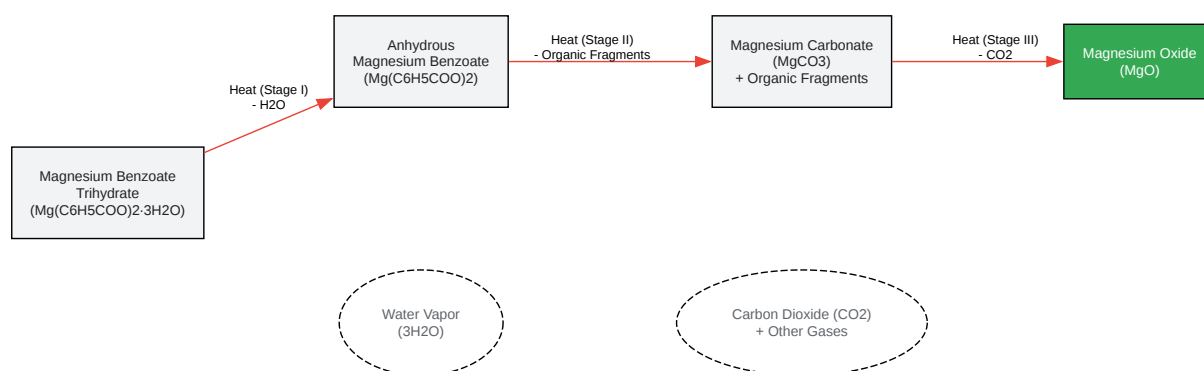 Magnesium Benzoate
Trihydrate
(Mg(C6H5COO)2·3H2O)
Heat (Stage I)
- H2O
Anhydrous
Magnesium Benzoate
(Mg(C6H5COO)2)
Heat (Stage II)
- Organic Fragments
Magnesium Carbonate
(MgCO3)
+ Organic Fragments
Heat (Stage III)
- CO2
Magnesium Oxide
(MgO)
Water Vapor
(3H2O)
Carbon Dioxide (CO2)
+ Other Gases